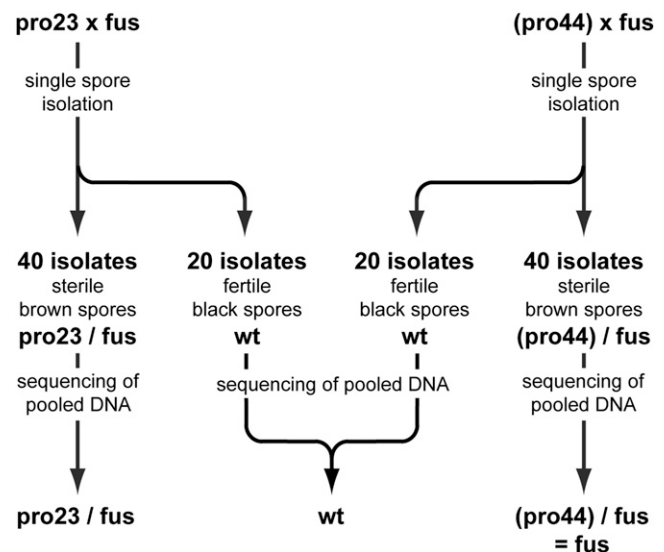 pro23 x fus
(pro44) x fus
single spore
isolation
single spore
isolation
40 isolates
sterile
brown spores
pro23 / fus
20 isolates
fertile
black spores
wt
20 isolates
fertile
black spores
wt
40 isolates
sterile
brown spores
(pro44) / fus
sequencing of
pooled DNA
sequencing of pooled DNA
sequencing of
pooled DNA
pro23 / fus
wt
(pro44) / fus
= fus